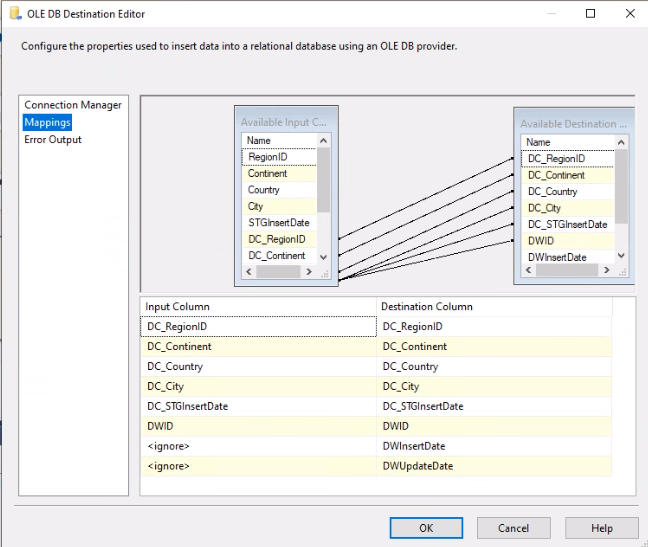 OLE DB Destination Editor
Configure the properties used to insert data into a relational database using an OLE DB provider.
Connection Manager
Mappings
Error Output
Available Input C...
Name
RegionID
Continent
Country
City
STGInsertDate
DC_RegionID
DC_Continent
Available Destination ...
Name
DC_RegionID
DC_Continent
DC_Country
DC_City
DC_STGInsertDate
DWID
DWInsertDate
Input Column Destination Column
DC_RegionID DC_RegionID
DC_Continent DC_Continent
DC_Country DC_Country
DC_City DC_City
DC_STGInsertDate DC_STGInsertDate
DWID DWID
<ignore> DWInsertDate
<ignore> DWUpdateDate
OK Cancel Help